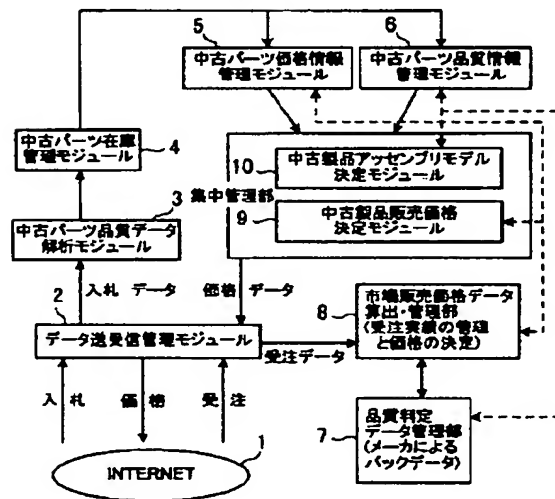 5
中古パーツ価格情報
管理モジュール
6
中古パーツ品質情報
管理モジュール
中古パーツ在庫
管理モジュール
4
10
中古製品アッセンブリモデル
決定モジュール
集中管理部
9
中古製品販売価格
決定モジュール
3
中古パーツ品質データ
解析モジュール
入札 データ
価格 データ
2
データ送受信管理モジュール
受注データ
8
市場販売価格データ
算出・管理部
(受注実績の管理
と価格の決定)
入札
価格
受注
7
品質判定
データ管理部
(メーカによる
バックデータ)
1
INTERNET